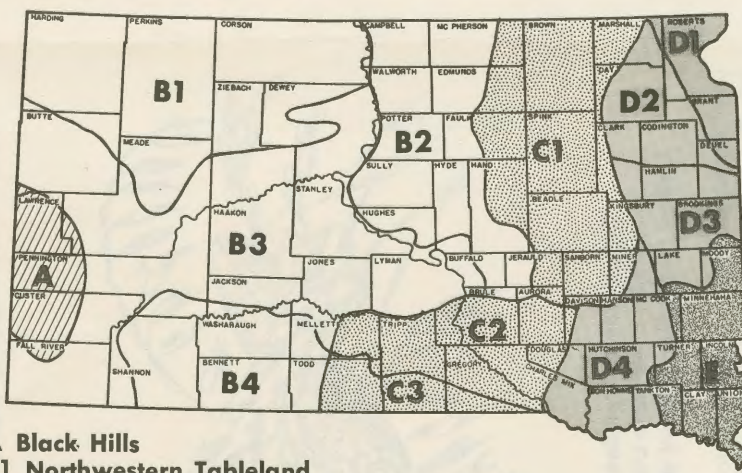 HARDING PERKINS CORSON CAMPBELL MC PHERSON BROWN MARSHALL ROBERTS
D1
WALWORTH EDMUNDS DAY
B1 ZIEBACH DEWEY D2 GRANT
BUTTE POTTER FAULK SPINK CLARK CODINGTON
MEADE B2 C1 DEUEL
SULLY HYDE HAND HAMLIN
LAWRENCE STANLEY BEADLE KINGSBURY BROOKINGS
HAAKON HUGHES D3
B3
PENNINGTON JONES LYMAN BUFFALO JERAULD SANBORN MINER LAKE MOODY
A
CUSTER JACKSON BRULE AURORA DAVISON HANSON MC COOK MINNEHAHA
WASHABAUGH MELLETT TRIPP C2
FALL RIVER DOUGLAS HUTCHINSON TURNER LINCOLN
SHANNON BENNETT TODD GREGORY CHARLES MIX D4 E
B4 C3 BON HOMME YANKTON CLAY UNION
A Black Hills
1 Northwestern Tableland